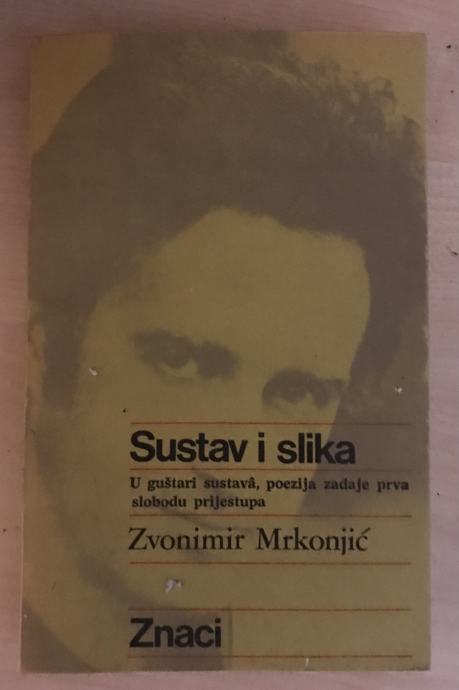 Sustav i slika
U guštari sustavâ, poezija zadaje prva
slobodu prijestupa
Zvonimir Mrkonjić
Znaci